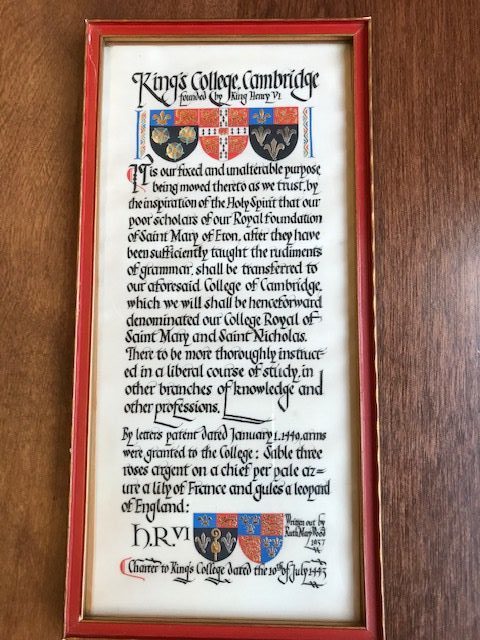 King's College, Cambridge
founded by King Henry VI
It is our fixed and unalterable purpose,
being moved thereto as we trust, by
the inspiration of the Holy Spirit that our
poor scholars of our Royal foundation
of Saint Mary of Eton, after they have
been sufficiently taught the rudiments
of grammar, shall be transferred to
our aforesaid College of Cambridge,
which we will shall be henceforward
denominated our College Royal of
Saint Mary and Saint Nicholas.
There to be more thoroughly instruct-
ed in a liberal course of study, in
other branches of knowledge and
other professions.
By letters patent dated January 1. 1449, arms
were granted to the College: Sable three
roses argent on a chief per pale az-
ure a lily of France and gules a leopard
of England:
h.R.VI
Written out by
Ruth Mary Wood
1937
Charter to King's College dated the 10th of July 1443